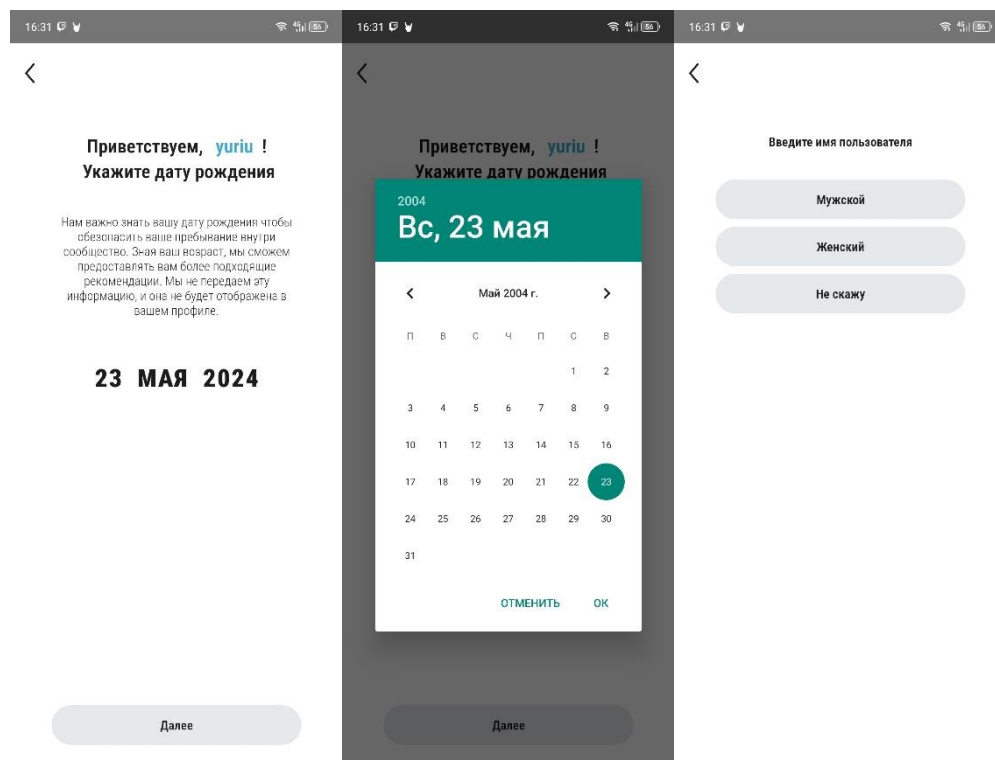 16:31
56
Приветствуем, yuriu !
Укажите дату рождения
Нам важно знать вашу дату рождения чтобы
обезопасить ваше пребывание внутри
сообщество. Зная ваш возраст, мы сможем
предоставлять вам более подходящие
рекомендации. Мы не передаем эту
информацию, и она не будет отображена в
вашем профиле.
23 МАЯ 2024
Далее
16:31
56
Приветствуем, yuriu !
Укажите дату рождения
2004
Вс, 23 мая
Май 2004 г.
П В С Ч П С В
1 2
3 4 5 6 7 8 9
10 11 12 13 14 15 16
17 18 19 20 21 22 23
24 25 26 27 28 29 30
31
ОТМЕНИТЬ ОК
Далее
16:31
56
Введите имя пользователя
Мужской
Женский
Не скажу